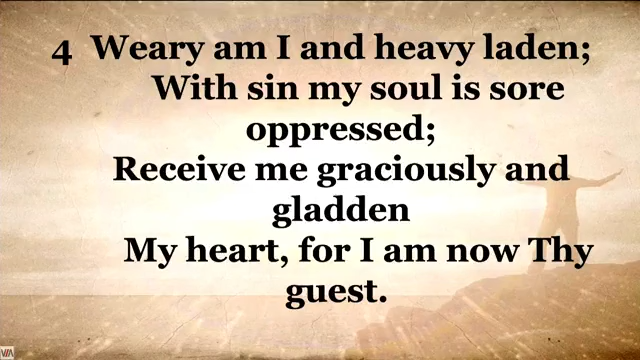 4 Weary am I and heavy laden;
With sin my soul is sore
oppressed;
Receive me graciously and
gladden
My heart, for I am now Thy
guest.